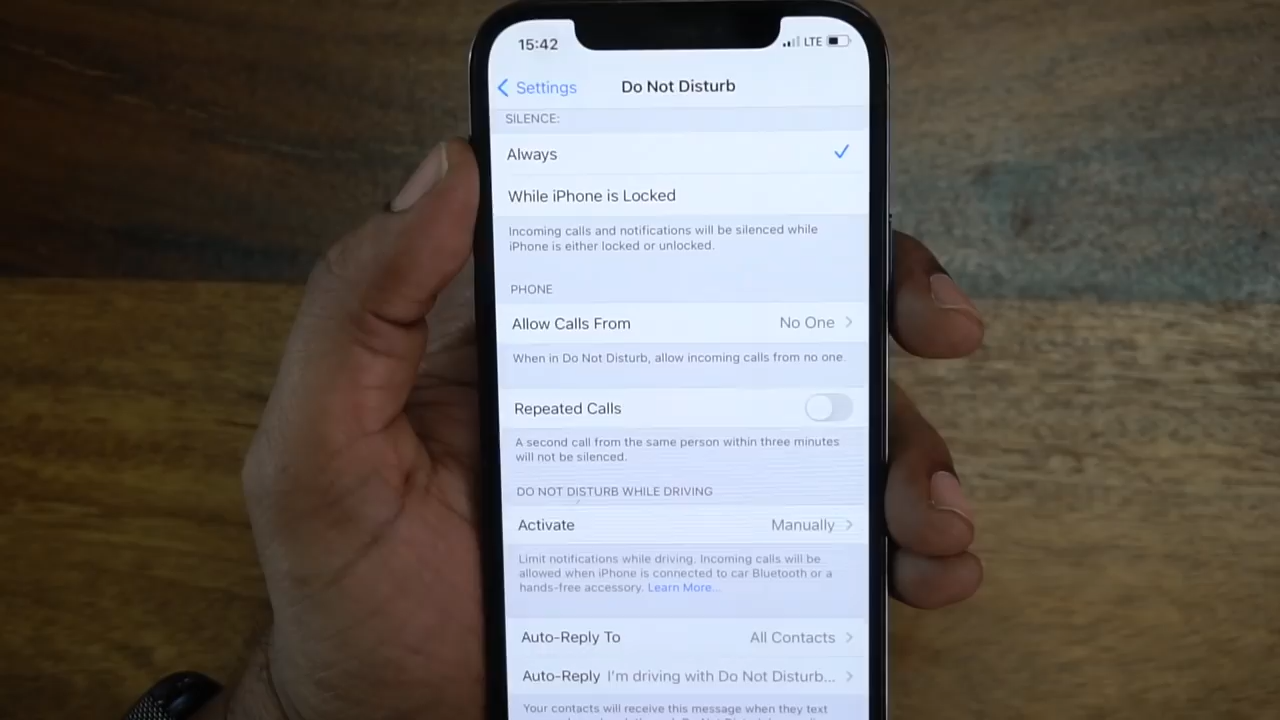 15:42 LTE
Settings Do Not Disturb
SILENCE:
Always
While iPhone is Locked
Incoming calls and notifications will be silenced while
iPhone is either locked or unlocked.
PHONE
Allow Calls From No One
When in Do Not Disturb, allow incoming calls from no one.
Repeated Calls
A second call from the same person within three minutes
will not be silenced.
DO NOT DISTURB WHILE DRIVING
Activate Manually
Limit notifications while driving. Incoming calls will be
allowed when iPhone is connected to car Bluetooth or a
hands-free accessory. Learn More...
Auto-Reply To All Contacts
Auto-Reply I'm driving with Do Not Disturb...
Your contacts will receive this message when they text